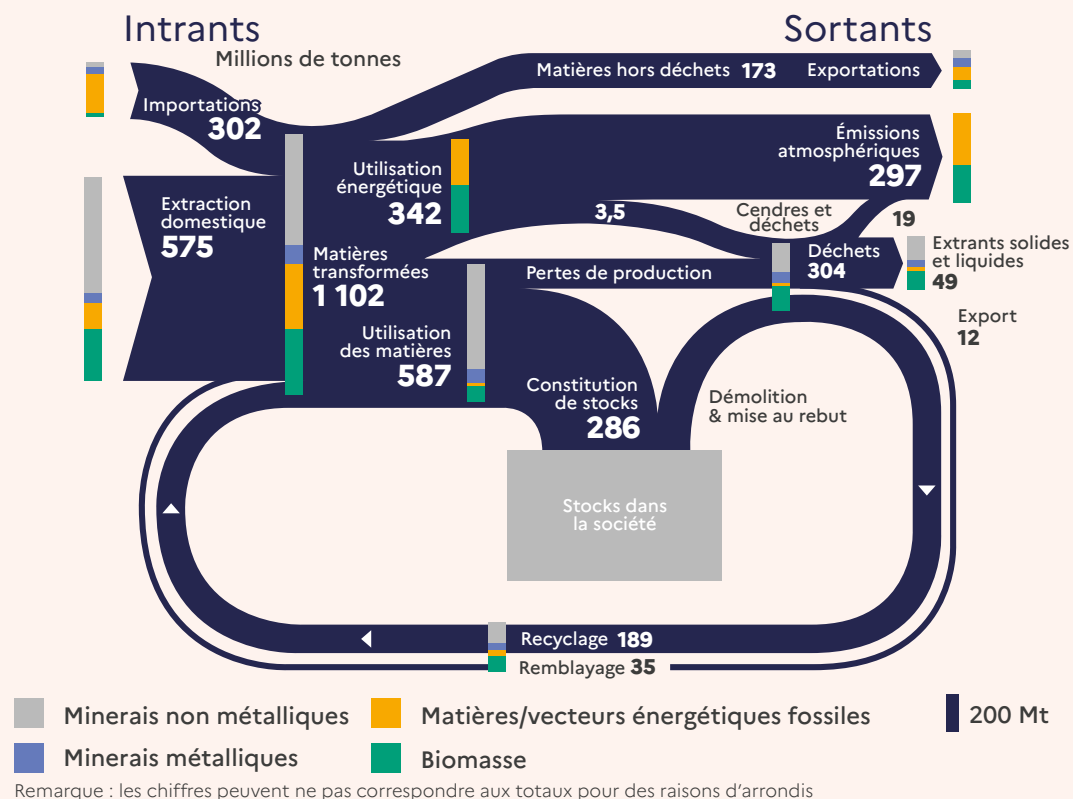 Intrants
Sortants
Millions de tonnes
Importations
302
Matières hors déchets 173 Exportations
Extraction
domestique
575
Utilisation
énergétique
342
Émissions
atmosphériques
297
3,5
Cendres et
déchets
19
Matières
transformées
1 102
Pertes de production
Déchets
304
Extrants solides
et liquides
49
Export
12
Utilisation
des matières
587
Constitution
de stocks
286
Démolition
& mise au rebut
Stocks dans
la société
Recyclage 189
Remblayage 35
Minerais non métalliques
Matières/vecteurs énergétiques fossiles
200 Mt
Minerais métalliques
Biomasse
Remarque : les chiffres peuvent ne pas correspondre aux totaux pour des raisons d'arrondis